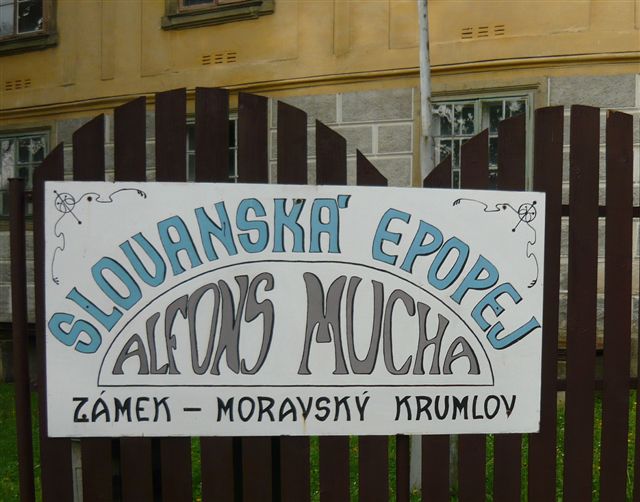 SLOVANSKÁ EPOPEJ
ALFONS MUCHA
ZÁMEK – MORAVSKÝ KRUMLOV